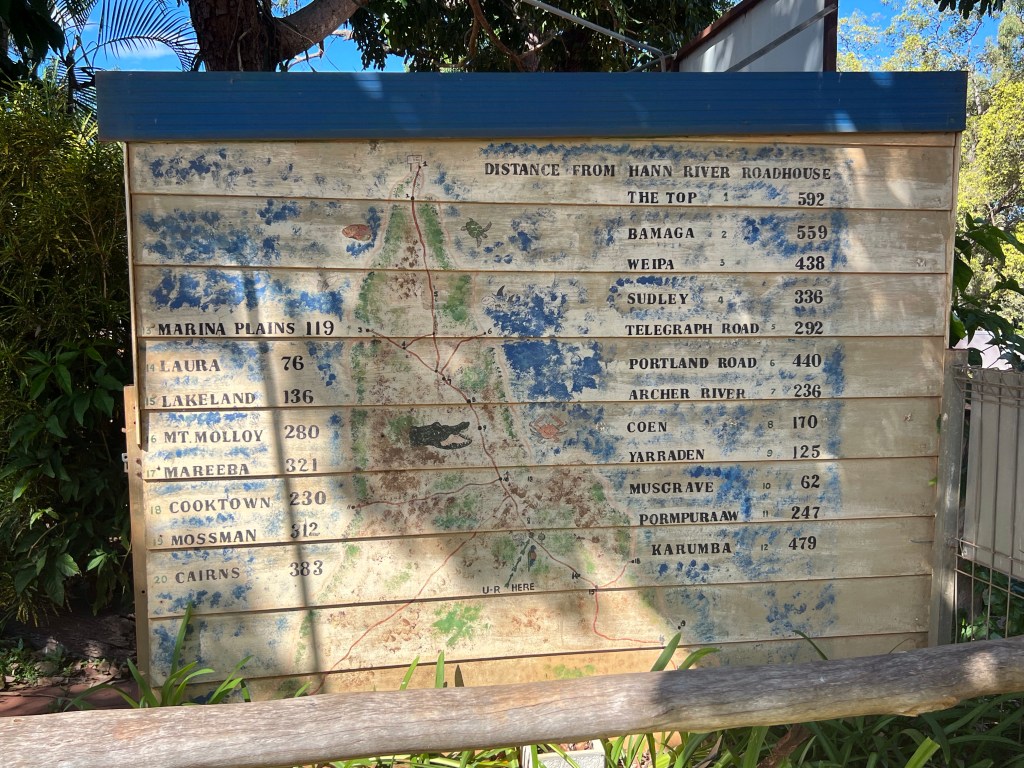 DISTANCE FROM HANN RIVER ROADHOUSE
THE TOP 1 592
BAMAGA 2 559
WEIPA 3 438
SUDLEY 4 336
TELEGRAPH ROAD 5 292
PORTLAND ROAD 6 440
ARCHER RIVER 7 236
COEN 8 170
YARRADEN 9 125
MUSGRAVE 10 62
PORMPURAAW 11 247
KARUMBA 12 479
13 MARINA PLAINS 119
14 LAURA 76
15 LAKELAND 136
16 MT. MOLLOY 280
17 MAREEBA 321
18 COOKTOWN 230
19 MOSSMAN 312
20 CAIRNS 383
U-R HERE